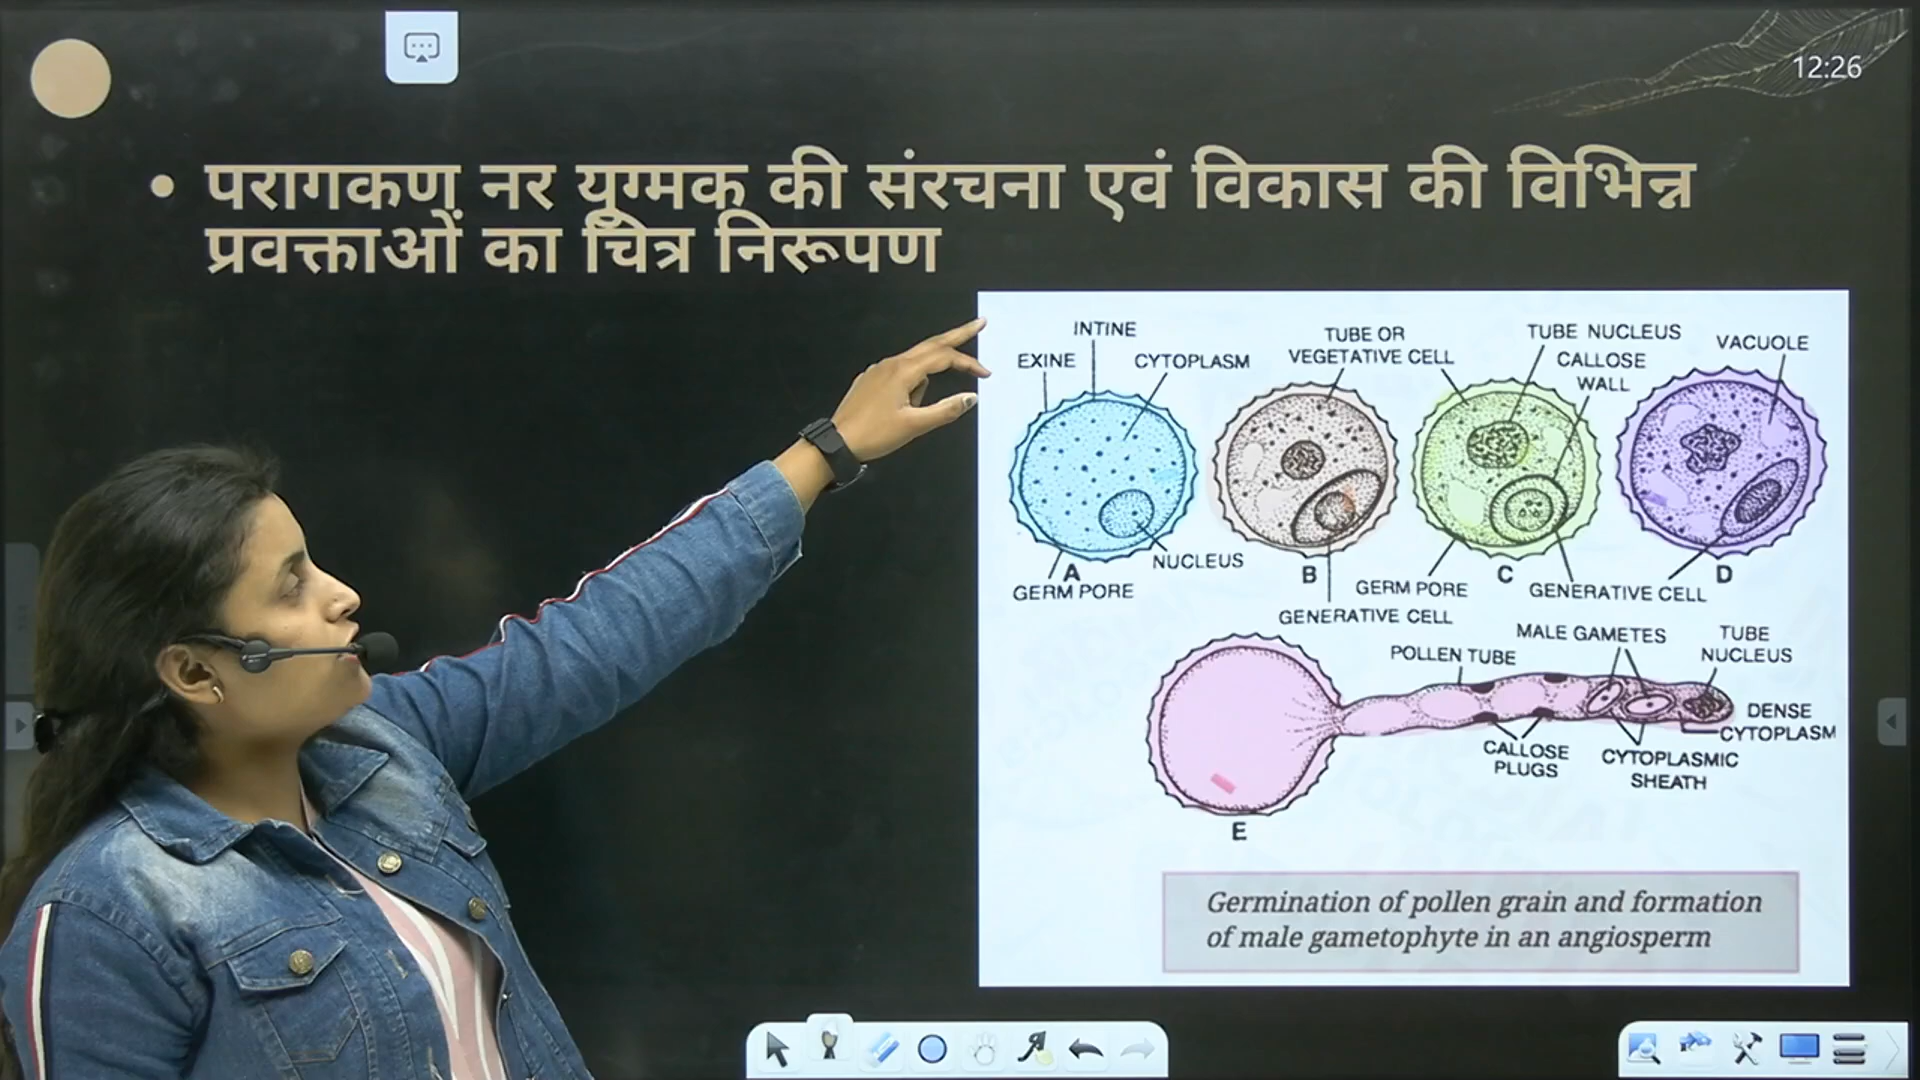 12:26
• परागकण नर युग्मक की संरचना एवं विकास की विभिन्न
प्रवक्ताओं का चित्र निरूपण
INTINE
EXINE
CYTOPLASM
TUBE OR
VEGETATIVE CELL
TUBE NUCLEUS
CALLOSE
WALL
VACUOLE
NUCLEUS
A
GERM PORE
B
GENERATIVE CELL
GERM PORE
C
GENERATIVE CELL
D
POLLEN TUBE
MALE GAMETES
TUBE
NUCLEUS
DENSE
CYTOPLASM
CALLOSE
PLUGS
CYTOPLASMIC
SHEATH
E
Germination of pollen grain and formation
of male gametophyte in an angiosperm